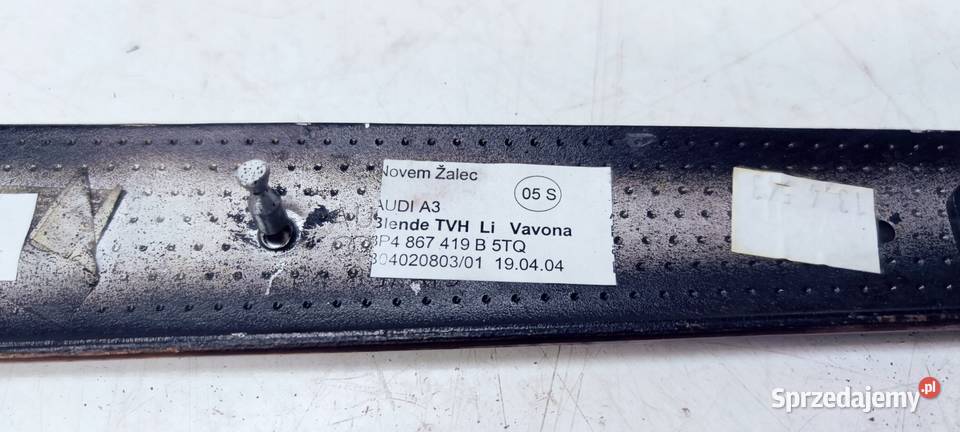 Novem Žalec
05 S
AUDI A3
Blende TVH Li Vavona
8P4 867 419 B 5TQ
804020803/01 19.04.04
Sprzedajemy.pl